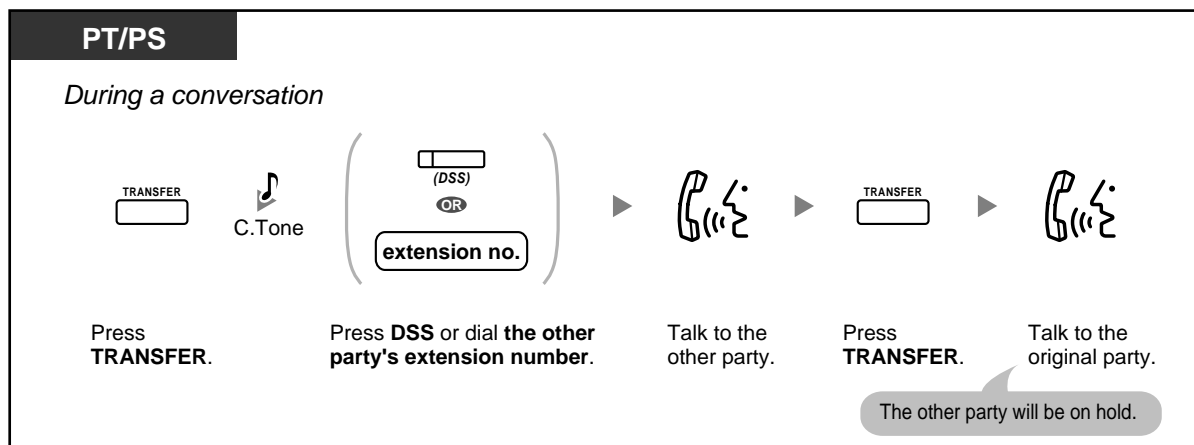 PT/PS
During a conversation
TRANSFER
C.Tone
(DSS)
OR
extension no.
TRANSFER
Press
TRANSFER.
Press DSS or dial the other
party's extension number.
Talk to the
other party.
Press
TRANSFER.
Talk to the
original party.
The other party will be on hold.